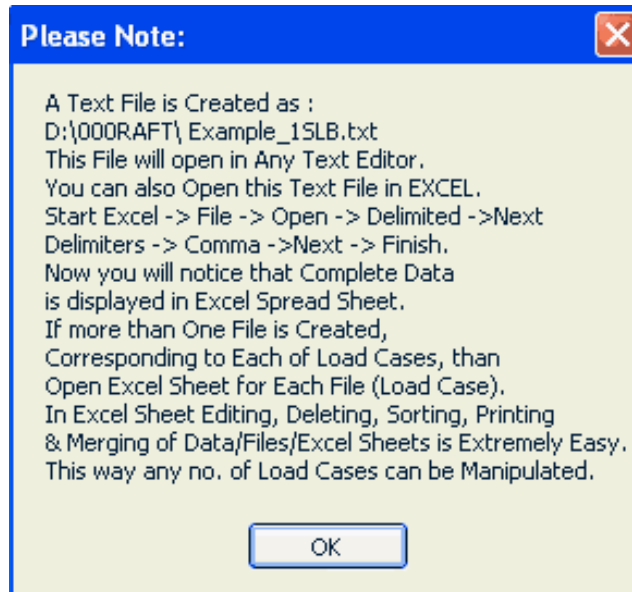 Please Note:
A Text File is Created as :
D:\000RAFT\ Example_1SLB.txt
This File will open in Any Text Editor.
You can also Open this Text File in EXCEL.
Start Excel -> File -> Open -> Delimited ->Next
Delimiters -> Comma ->Next -> Finish.
Now you will notice that Complete Data
is displayed in Excel Spread Sheet.
If more than One File is Created,
Corresponding to Each of Load Cases, than
Open Excel Sheet for Each File (Load Case).
In Excel Sheet Editing, Deleting, Sorting, Printing
& Merging of Data/Files/Excel Sheets is Extremely Easy.
This way any no. of Load Cases can be Manipulated.
OK